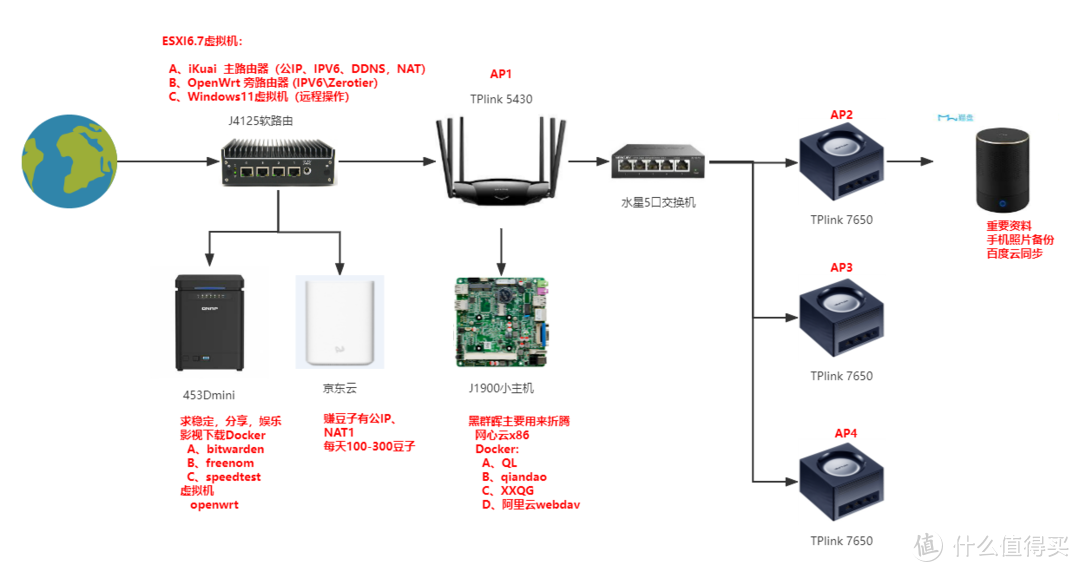 ESXI6.7虚拟机：
A、iKuai 主路由器（公IP、IPV6、DDNS，NAT）
B、OpenWrt 旁路由器 (IPV6\Zerotier）
C、Windows11虚拟机（远程操作）
J4125软路由
AP1
TPlink 5430
水星5口交换机
AP2
TPlink 7650
重要资料
手机照片备份
百度云同步
AP3
TPlink 7650
AP4
TPlink 7650
QNAP
453Dmini
求稳定，分享，娱乐
影视下载Docker
A、bitwarden
B、freenom
C、speedtest
虚拟机
openwrt
京东云
赚豆子有公IP、
NAT1
每天100-300豆子
J1900小主机
黑群晖主要用来折腾
网心云x86
Docker:
A、QL
B、qiandao
C、XXQG
D、阿里云webdav
值 什么值得买